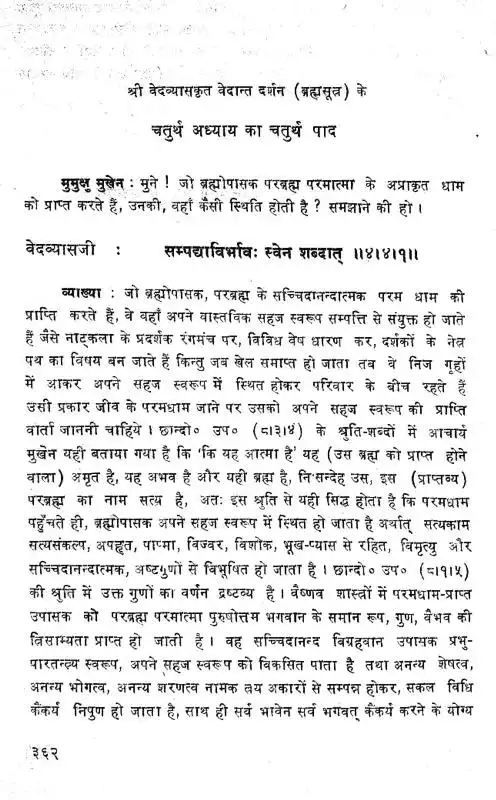 श्री वेदव्यासकृत वेदान्त दर्शन (ब्रह्मसूत्र) के
चतुर्थ अध्याय का चतुर्थ पाद
मुमुक्षु मुखेन : मुने ! जो ब्रह्मोपासक परब्रह्म परमात्मा के अप्राकृत धाम
को प्राप्त करते हैं, उनकी, वहाँ कैसी स्थिति होती है ? समझाने की हो ।
वेदव्यासजी : सम्पद्याविर्भावः स्वेन शब्दात् ॥४।४।१॥
व्याख्या : जो ब्रह्मोपासक, परब्रह्म के सच्चिदानन्दात्मक परम धाम की
प्राप्ति करते हैं, वे वहाँ अपने वास्तविक सहज स्वरूप सम्पत्ति से संयुक्त हो जाते
हैं जैसे नाट्कला के प्रदर्शक रंगमंच पर, विविध वेष धारण कर, दर्शकों के नेत्र
पथ का विषय बन जाते हैं किन्तु जब खेल समाप्त हो जाता तब वे निज गृहों
में आकर अपने सहज स्वरूप में स्थित होकर परिवार के बीच रहते हैं
उसी प्रकार जीव के परमधाम जाने पर उसको अपने सहज स्वरूप की प्राप्ति
वार्ता जाननी चाहिये । छान्दो० उप० (८।३।४) के श्रुति-शब्दों में आचार्य
मुखेन यही बताया गया है कि 'कि यह आत्मा है' यह (उस ब्रह्म को प्राप्त होने
वाला) अमृत है, यह अभव है और यही ब्रह्म है, निःसन्देह उस, इस (प्राप्तव्य)
परब्रह्म का नाम सत्य है, अतः इस श्रुति से यही सिद्ध होता है कि परमधाम
पहुँचते ही, ब्रह्मोपासक अपने सहज स्वरूप में स्थित हो जाता है अर्थात् सत्यकाम
सत्यसंकल्प, अपहृत, पाप्मा, विज्वर, विशोक, भूख-प्यास से रहित, विमृत्यु और
सच्चिदानन्दात्मक, अष्टगुणों से विभूषित हो जाता है । छान्दो० उप० (८।१।५)
की श्रुति में उक्त गुणों का वर्णन द्रष्टव्य है । वैष्णव शास्त्रों में परमधाम-प्राप्त
उपासक को परब्रह्म परमात्मा पुरुषोत्तम भगवान के समान रूप, गुण, वैभव की
त्रिसाम्यता प्राप्त हो जाती है । वह सच्चिदानन्द विग्रहवान उपासक प्रभु-
पारतन्त्र्य स्वरूप, अपने सहज स्वरूप को विकसित पाता है तथा अनन्य शेषत्व,
अनन्य भोगत्व, अनन्य शरणत्व नामक त्रय अकारों से सम्पन्न होकर, सकल विधि
कैंकर्य निपुण हो जाता है, साथ ही सर्व भावेन सर्व भगवत् कैंकर्य करने के योग्य
३६२